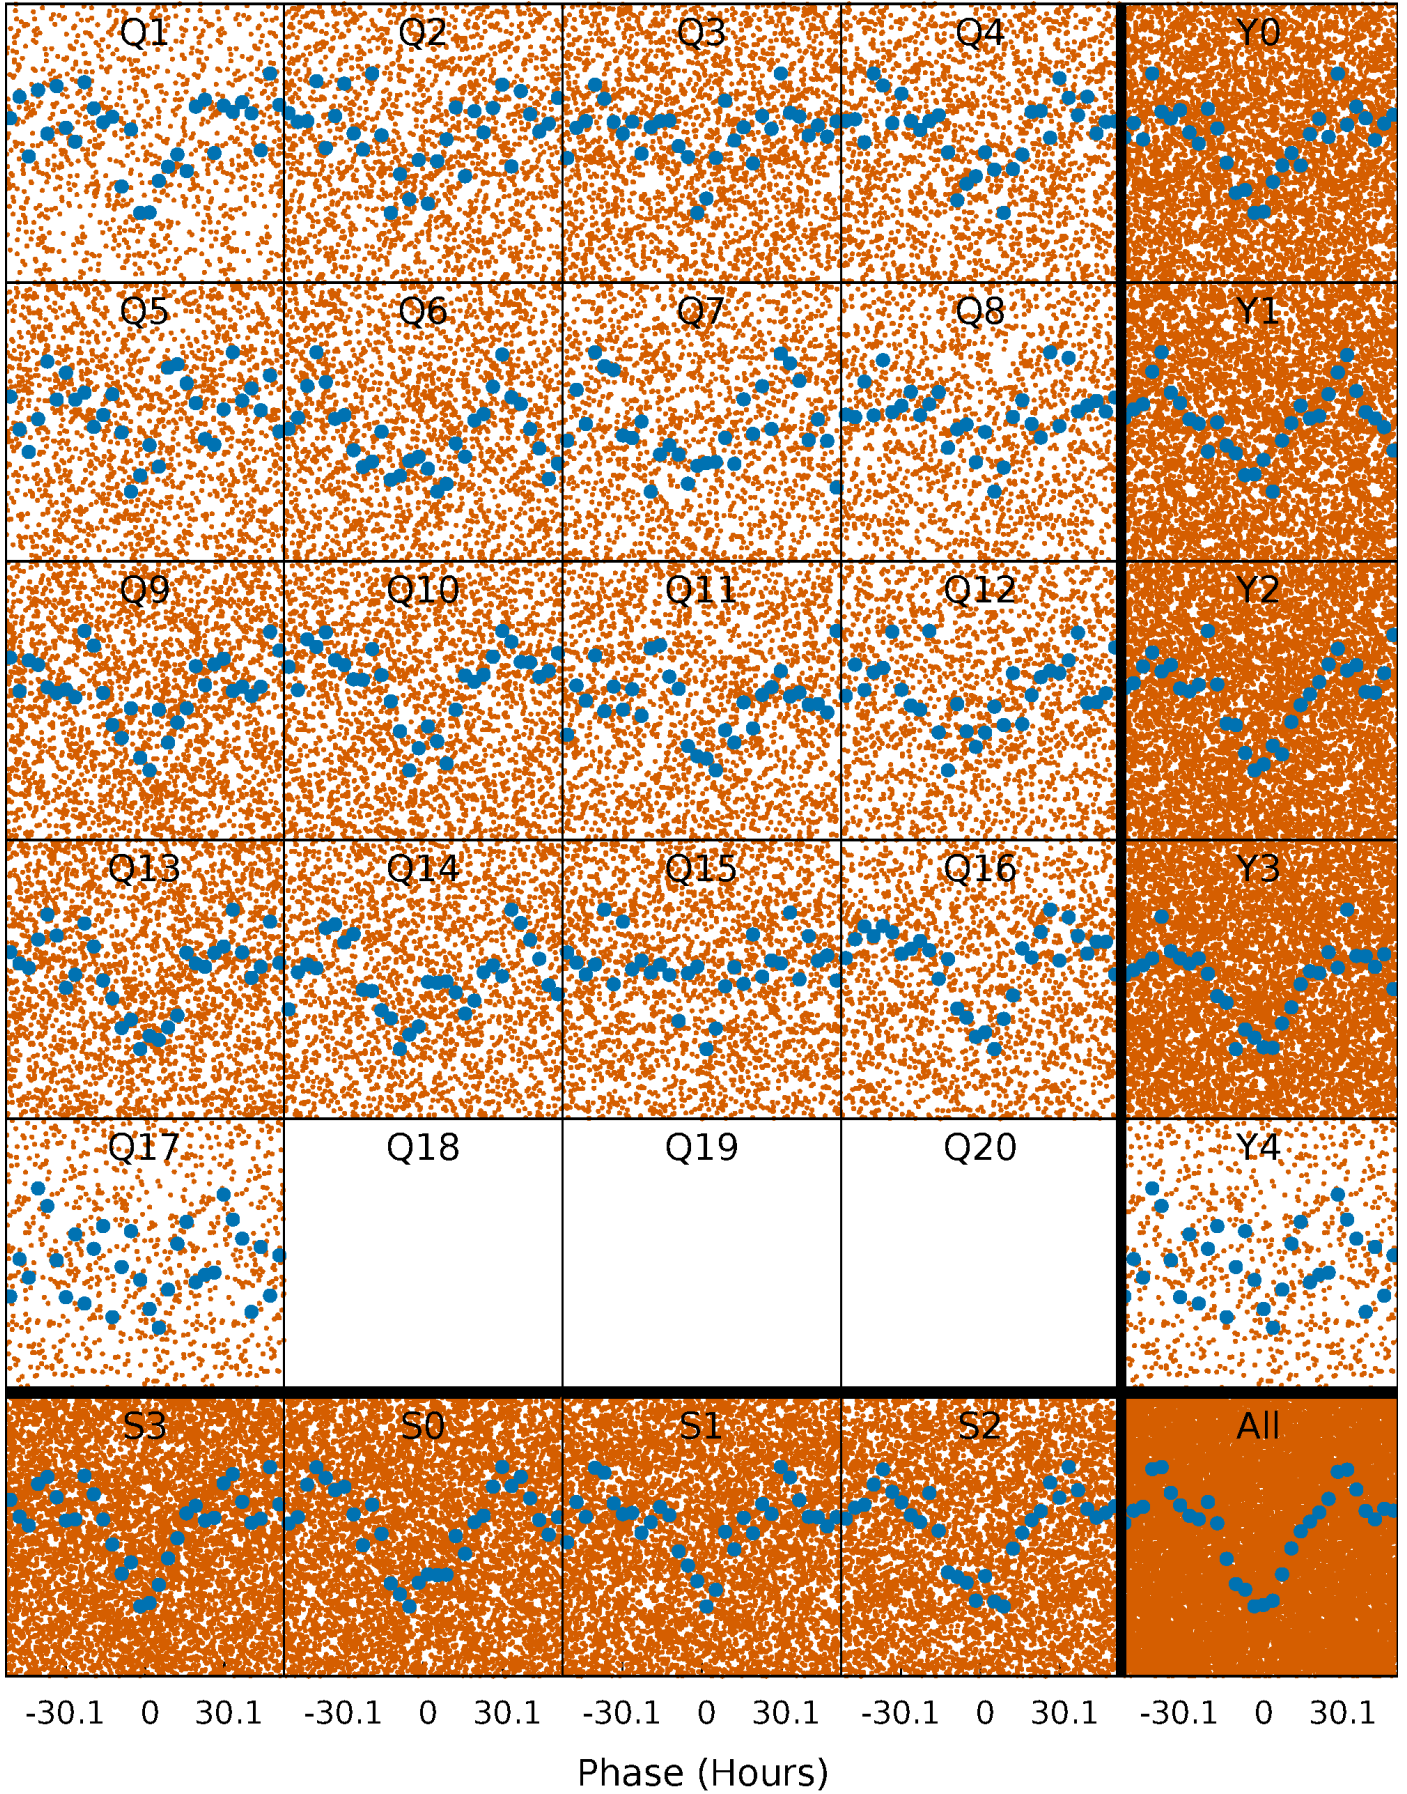 Q1 Q2 Q3 Q4 Y0
Q5 Q6 Q7 Q8 Y1
Q9 Q10 Q11 Q12 Y2
Q13 Q14 Q15 Q16 Y3
Q17 Q18 Q19 Q20 Y4
S3 S0 S1 S2 All
-30.1 0 30.1 -30.1 0 30.1 -30.1 0 30.1 -30.1 0 30.1 -30.1 0 30.1
Phase (Hours)